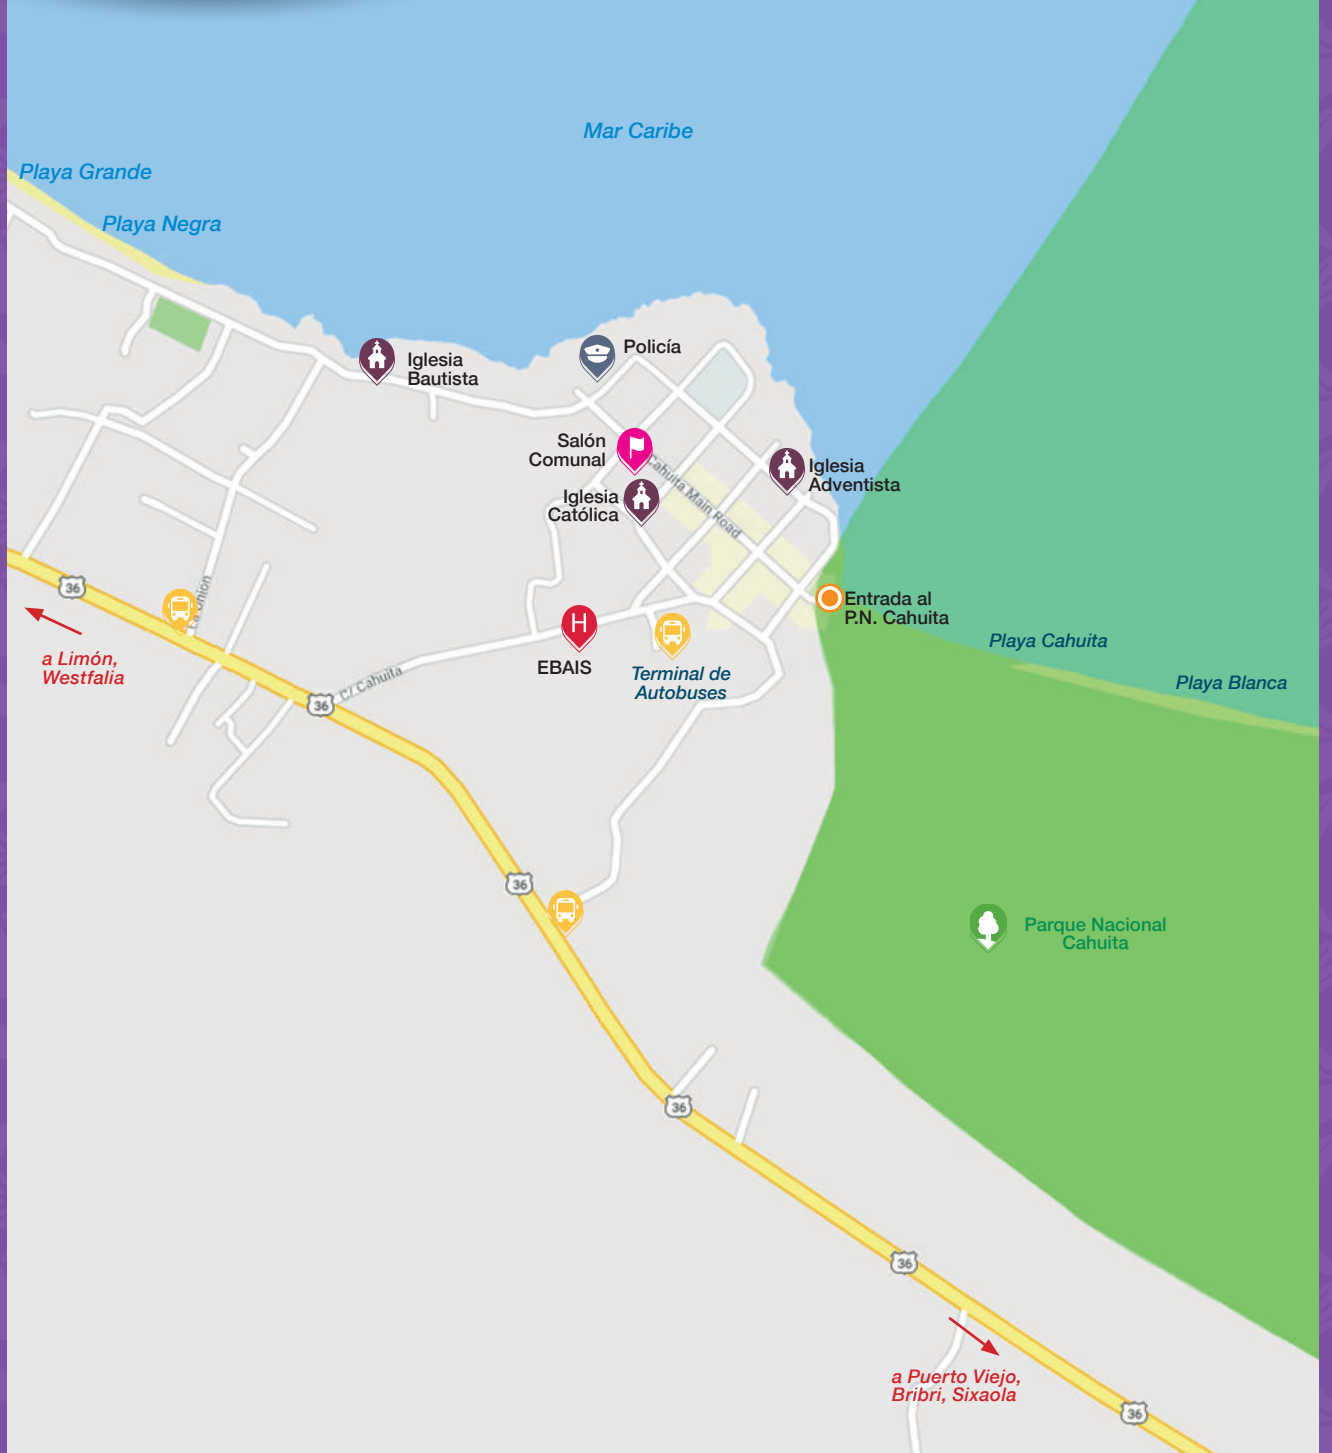 Mar Caribe
Playa Grande
Playa Negra
Policía
Iglesia
Bautista
Salón
Comunal
Cahuita Main Road
Iglesia
Adventista
Iglesia
Católica
36
La Union
Entrada al
P.N. Cahuita
H
a Limón,
Westfalia
EBAIS
Terminal de
Autobuses
Playa Cahuita
Playa Blanca
C/ Cahuita
36
36
Parque Nacional
Cahuita
36
36
a Puerto Viejo,
Bribri, Sixaola
36